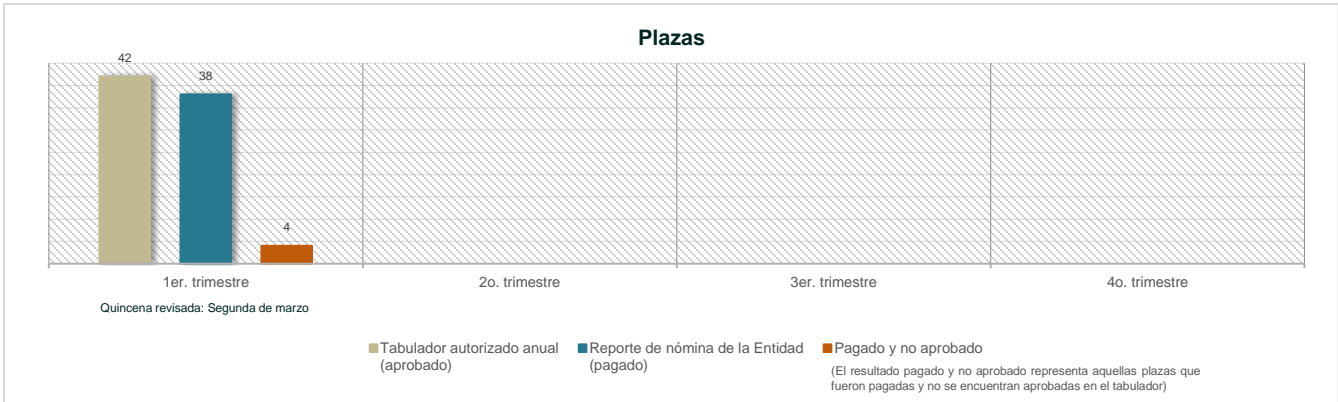 Plazas
42
38
4
1er. trimestre
2o. trimestre
3er. trimestre
4o. trimestre
Quincena revisada: Segunda de marzo
Tabulador autorizado anual
(aprobado)
Reporte de nómina de la Entidad
(pagado)
Pagado y no aprobado
(El resultado pagado y no aprobado representa aquellas plazas que
fueron pagadas y no se encuentran aprobadas en el tabulador)